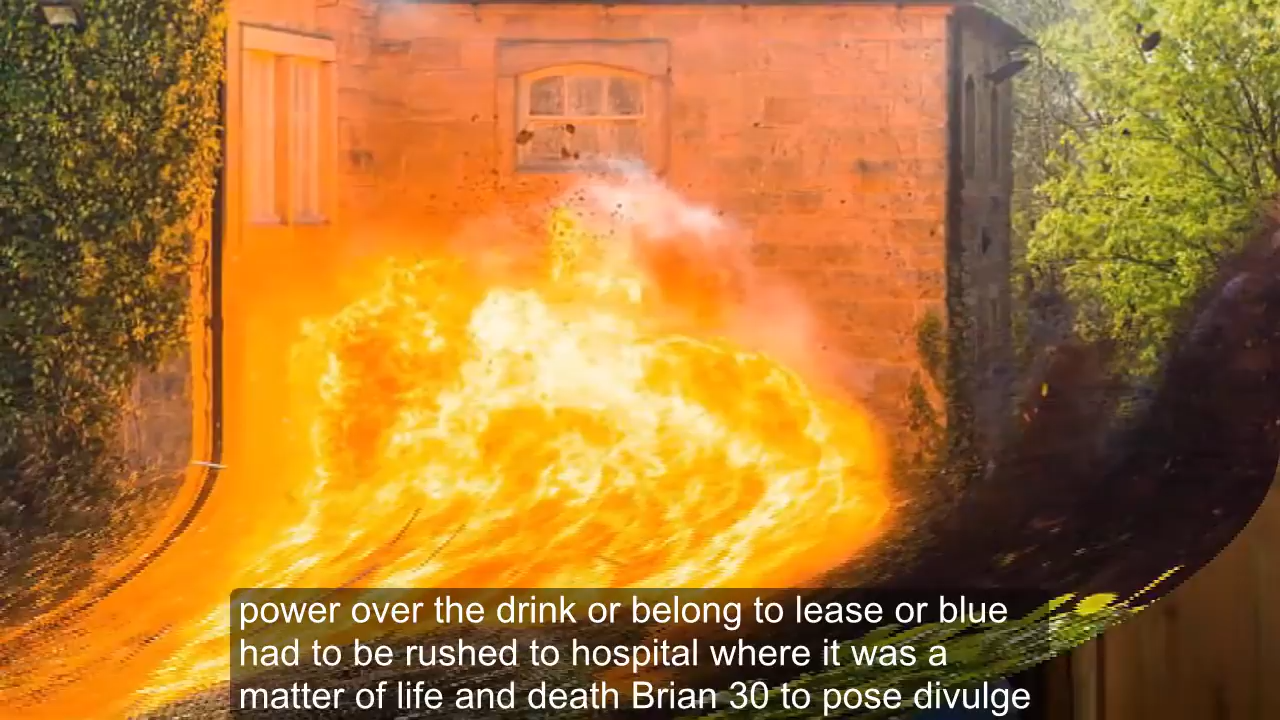 power over the drink or belong to lease or blue
had to be rushed to hospital where it was a
matter of life and death Brian 30 to pose divulge